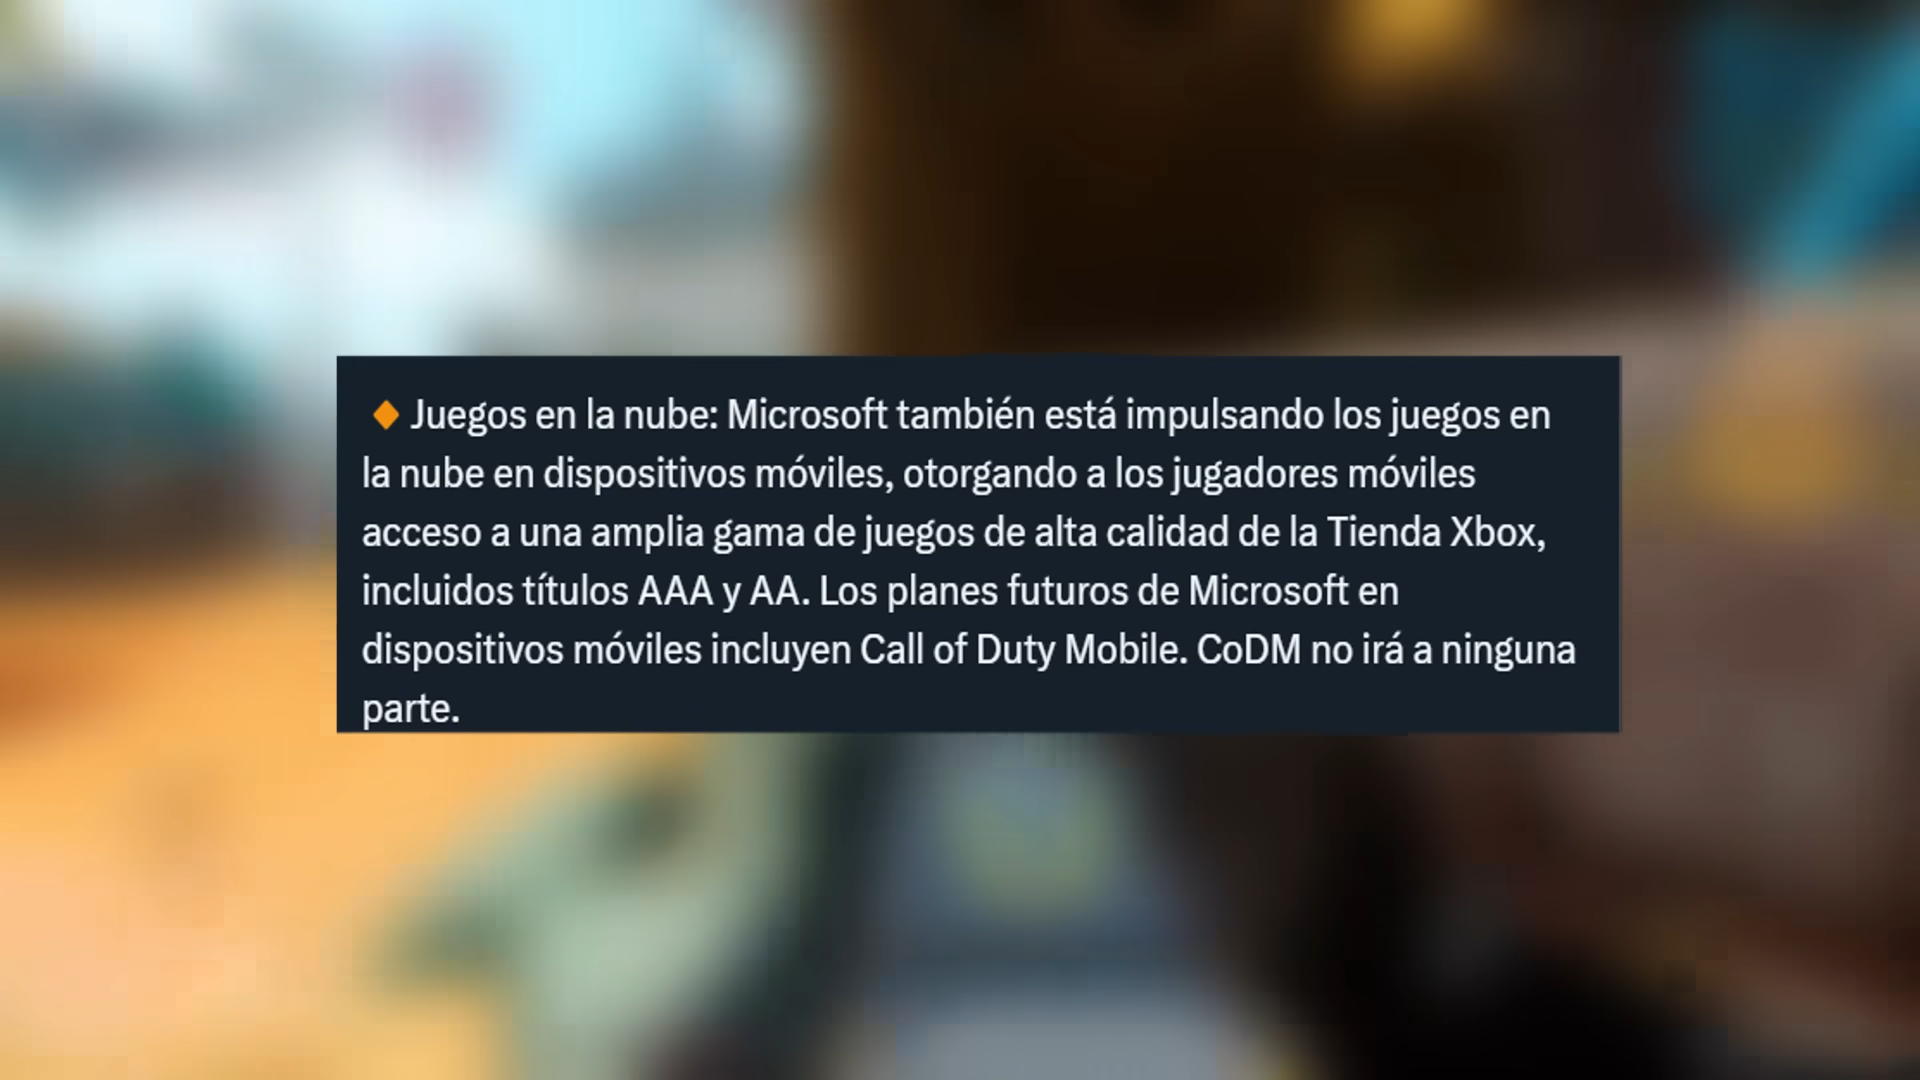 🔸Juegos en la nube: Microsoft también está impulsando los juegos en
la nube en dispositivos móviles, otorgando a los jugadores móviles
acceso a una amplia gama de juegos de alta calidad de la Tienda Xbox,
incluidos títulos AAA y AA. Los planes futuros de Microsoft en
dispositivos móviles incluyen Call of Duty Mobile. CoDM no irá a ninguna
parte.